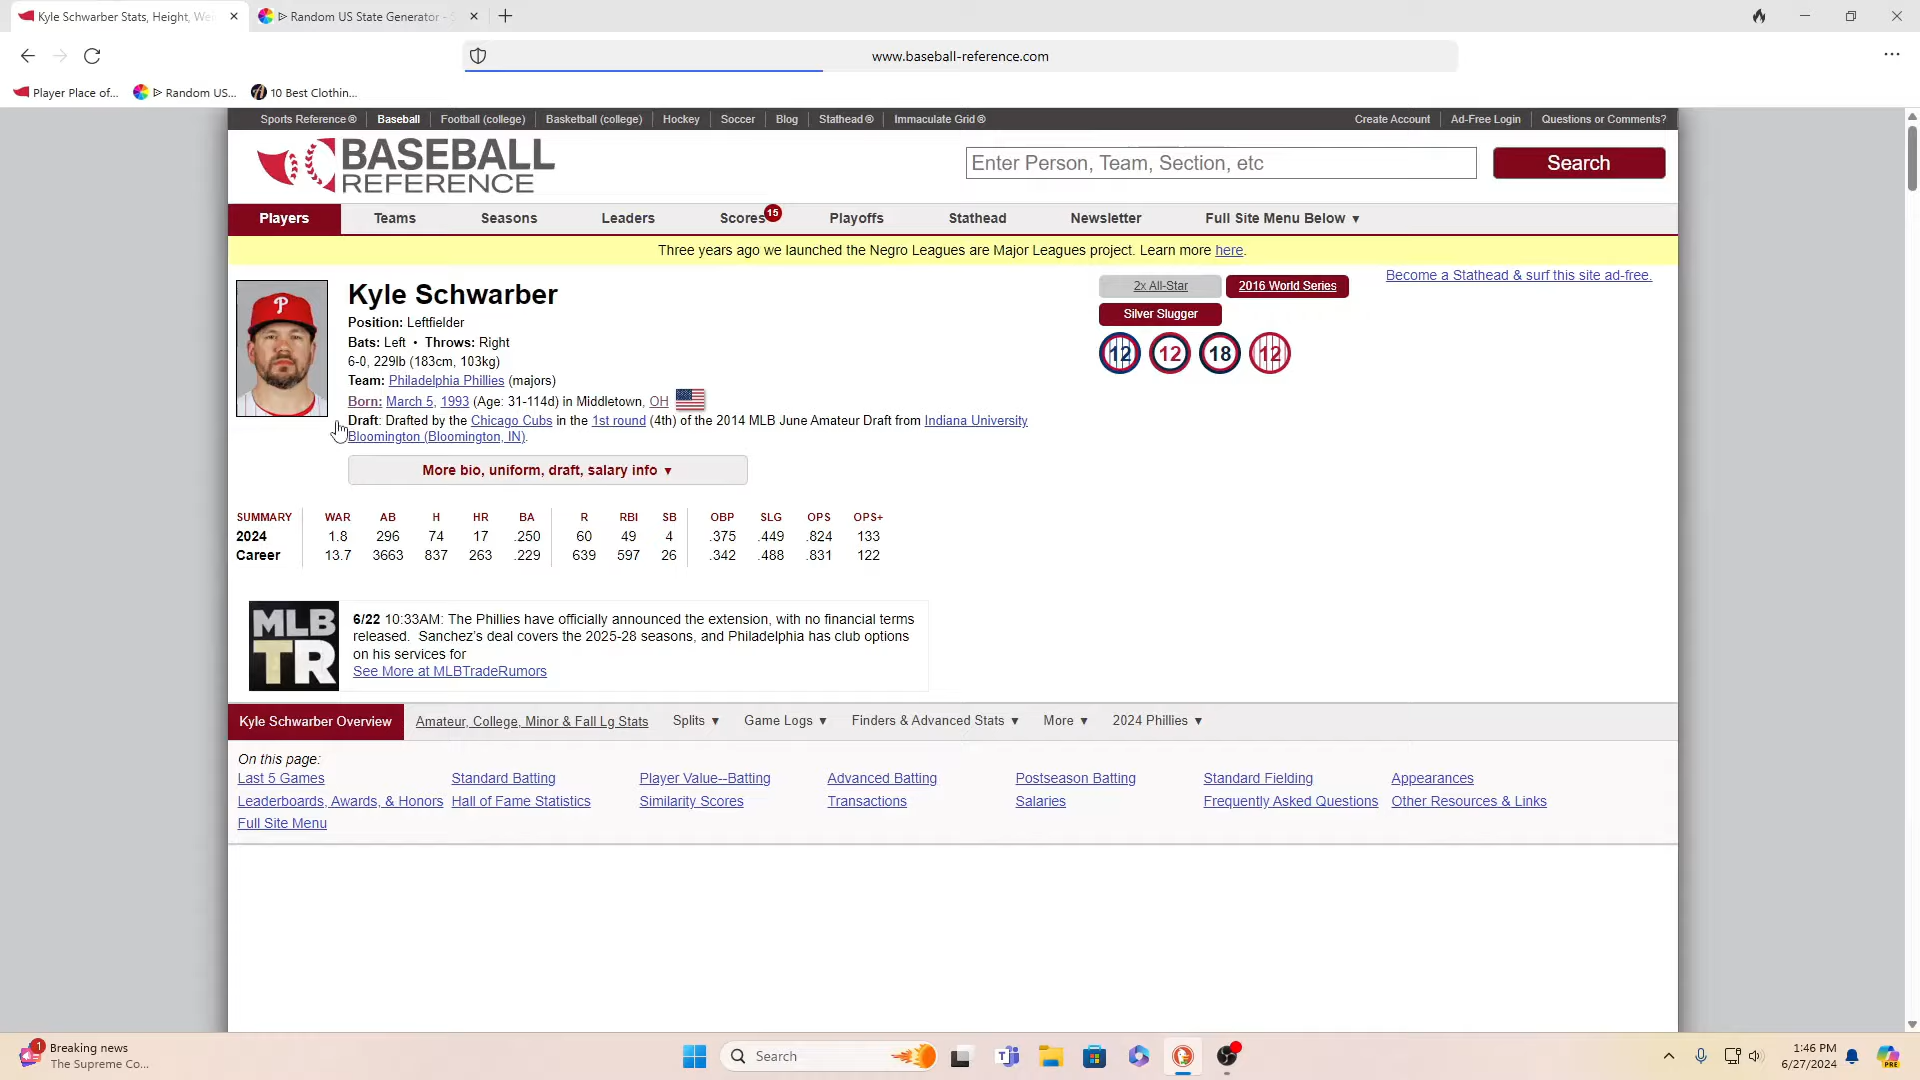 Kyle Schwarber Stats, Height, We
Random US State Generator - S
www.baseball-reference.com
Player Place of...
Random US...
10 Best Clothin...
Sports Reference ®
Baseball
Football (college)
Basketball (college)
Hockey
Soccer
Blog
Stathead ®
Immaculate Grid ®
Create Account
Ad-Free Login
Questions or Comments?
BASEBALL
REFERENCE
Enter Person, Team, Section, etc
Search
Players
Teams
Seasons
Leaders
Scores 15
Playoffs
Stathead
Newsletter
Full Site Menu Below ▼
Three years ago we launched the Negro Leagues are Major Leagues project. Learn more here.
Become a Stathead & surf this site ad-free.
P
Kyle Schwarber
Position: Leftfielder
Bats: Left • Throws: Right
6-0, 229lb (183cm, 103kg)
Team: Philadelphia Phillies (majors)
Born: March 5, 1993 (Age: 31-114d) in Middletown, OH
Draft: Drafted by the Chicago Cubs in the 1st round (4th) of the 2014 MLB June Amateur Draft from Indiana University
Bloomington (Bloomington, IN).
More bio, uniform, draft, salary info ▼
2x All-Star
2016 World Series
Silver Slugger
12 12 18 12
SUMMARY WAR AB H HR BA R RBI SB OBP SLG OPS OPS+
2024 1.8 296 74 17 .250 60 49 4 .375 .449 .824 133
Career 13.7 3663 837 263 .229 639 597 26 .342 .488 .831 122
MLB
TR
6/22 10:33AM: The Phillies have officially announced the extension, with no financial terms
released. Sanchez's deal covers the 2025-28 seasons, and Philadelphia has club options
on his services for
See More at MLBTradeRumors
Kyle Schwarber Overview
Amateur, College, Minor & Fall Lg Stats
Splits ▼
Game Logs ▼
Finders & Advanced Stats ▼
More ▼
2024 Phillies ▼
On this page:
Last 5 Games
Standard Batting
Player Value--Batting
Advanced Batting
Postseason Batting
Standard Fielding
Appearances
Leaderboards, Awards, & Honors
Hall of Fame Statistics
Similarity Scores
Transactions
Salaries
Frequently Asked Questions
Other Resources & Links
Full Site Menu
1
Breaking news
The Supreme Co...
Search
1:46 PM
6/27/2024
PRE